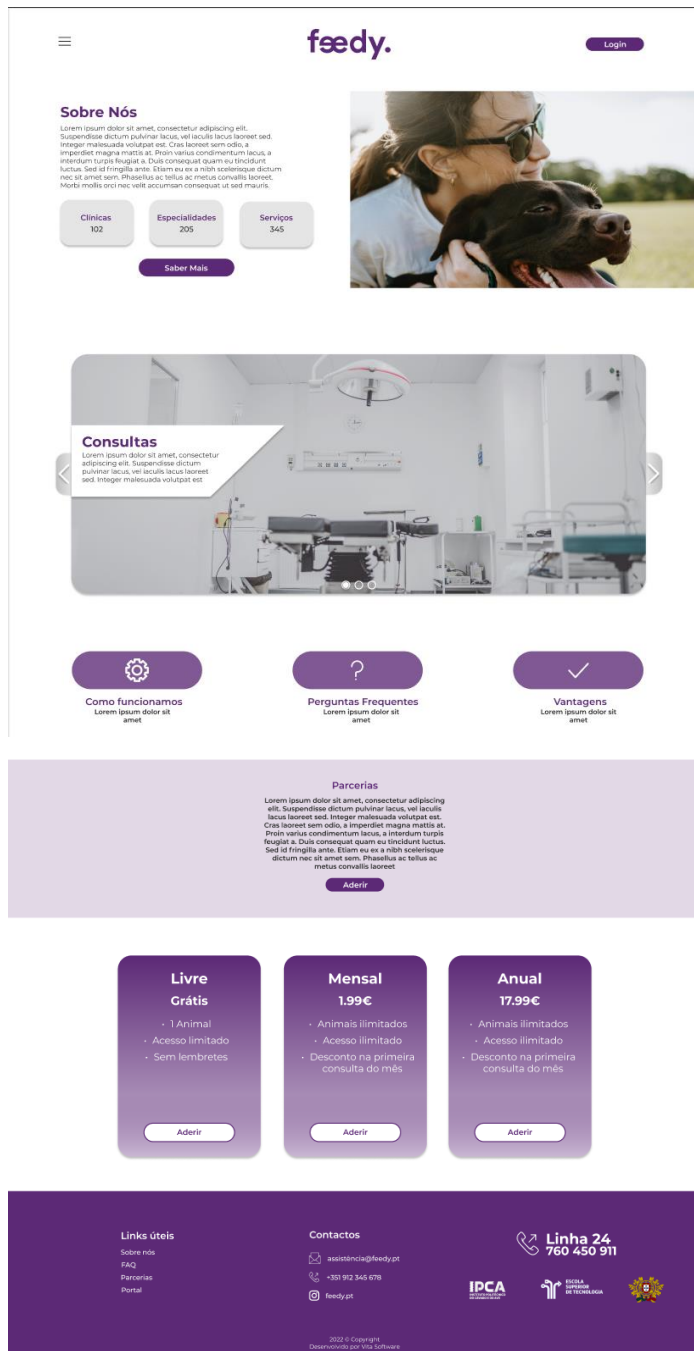 feedy.
Login
Sobre Nós
Lorem ipsum dolor sit amet, consectetur adipiscing elit.
Suspendisse dictum pulvinar lacus, vel iaculis lacus laoreet sed.
Integer malesuada volutpat est. Cras laoreet sem odio, a
imperdiet magna mattis at. Proin varius condimentum lacus, a
interdum turpis feugiat a. Duis consequat quam eu tincidunt
luctus. Sed id fringilla ante. Etiam eu ex a nibh scelerisque dictum
nec sit amet sem. Phasellus ac tellus ac metus convallis laoreet.
Morbi mollis orci nec velit accumsan consequat ut sed mauris.
Clínicas
102
Especialidades
205
Serviços
345
Saber Mais
Consultas
Lorem ipsum dolor sit amet, consectetur
adipiscing elit. Suspendisse dictum
pulvinar lacus, vel iaculis lacus laoreet
sed. Integer malesuada volutpat est
Como funcionamos
Lorem ipsum dolor sit
amet
Perguntas Frequentes
Lorem ipsum dolor sit
amet
Vantagens
Lorem ipsum dolor sit
amet
Parcerias
Lorem ipsum dolor sit amet, consectetur adipiscing
elit. Suspendisse dictum pulvinar lacus, vel iaculis
lacus laoreet sed. Integer malesuada volutpat est.
Cras laoreet sem odio, a imperdiet magna mattis at.
Proin varius condimentum lacus, a interdum turpis
feugiat a. Duis consequat quam eu tincidunt luctus.
Sed id fringilla ante. Etiam eu ex a nibh scelerisque
dictum nec sit amet sem. Phasellus ac tellus ac
metus convallis laoreet
Aderir
Livre
Grátis
• 1 Animal
• Acesso limitado
• Sem lembretes
Aderir
Mensal
1.99€
• Animais ilimitados
• Acesso ilimitado
• Desconto na primeira
consulta do mês
Aderir
Anual
17.99€
• Animais ilimitados
• Acesso ilimitado
• Desconto na primeira
consulta do mês
Aderir
Links úteis
Sobre nós
FAQ
Parcerias
Portal
Contactos
assistência@feedy.pt
+351 912 345 678
feedy.pt
Linha 24
760 450 911
IPCA
ESCOLA
SUPERIOR
DE TECNOLOGIA
2022 © Copyright
Desenvolvido por Vita Software